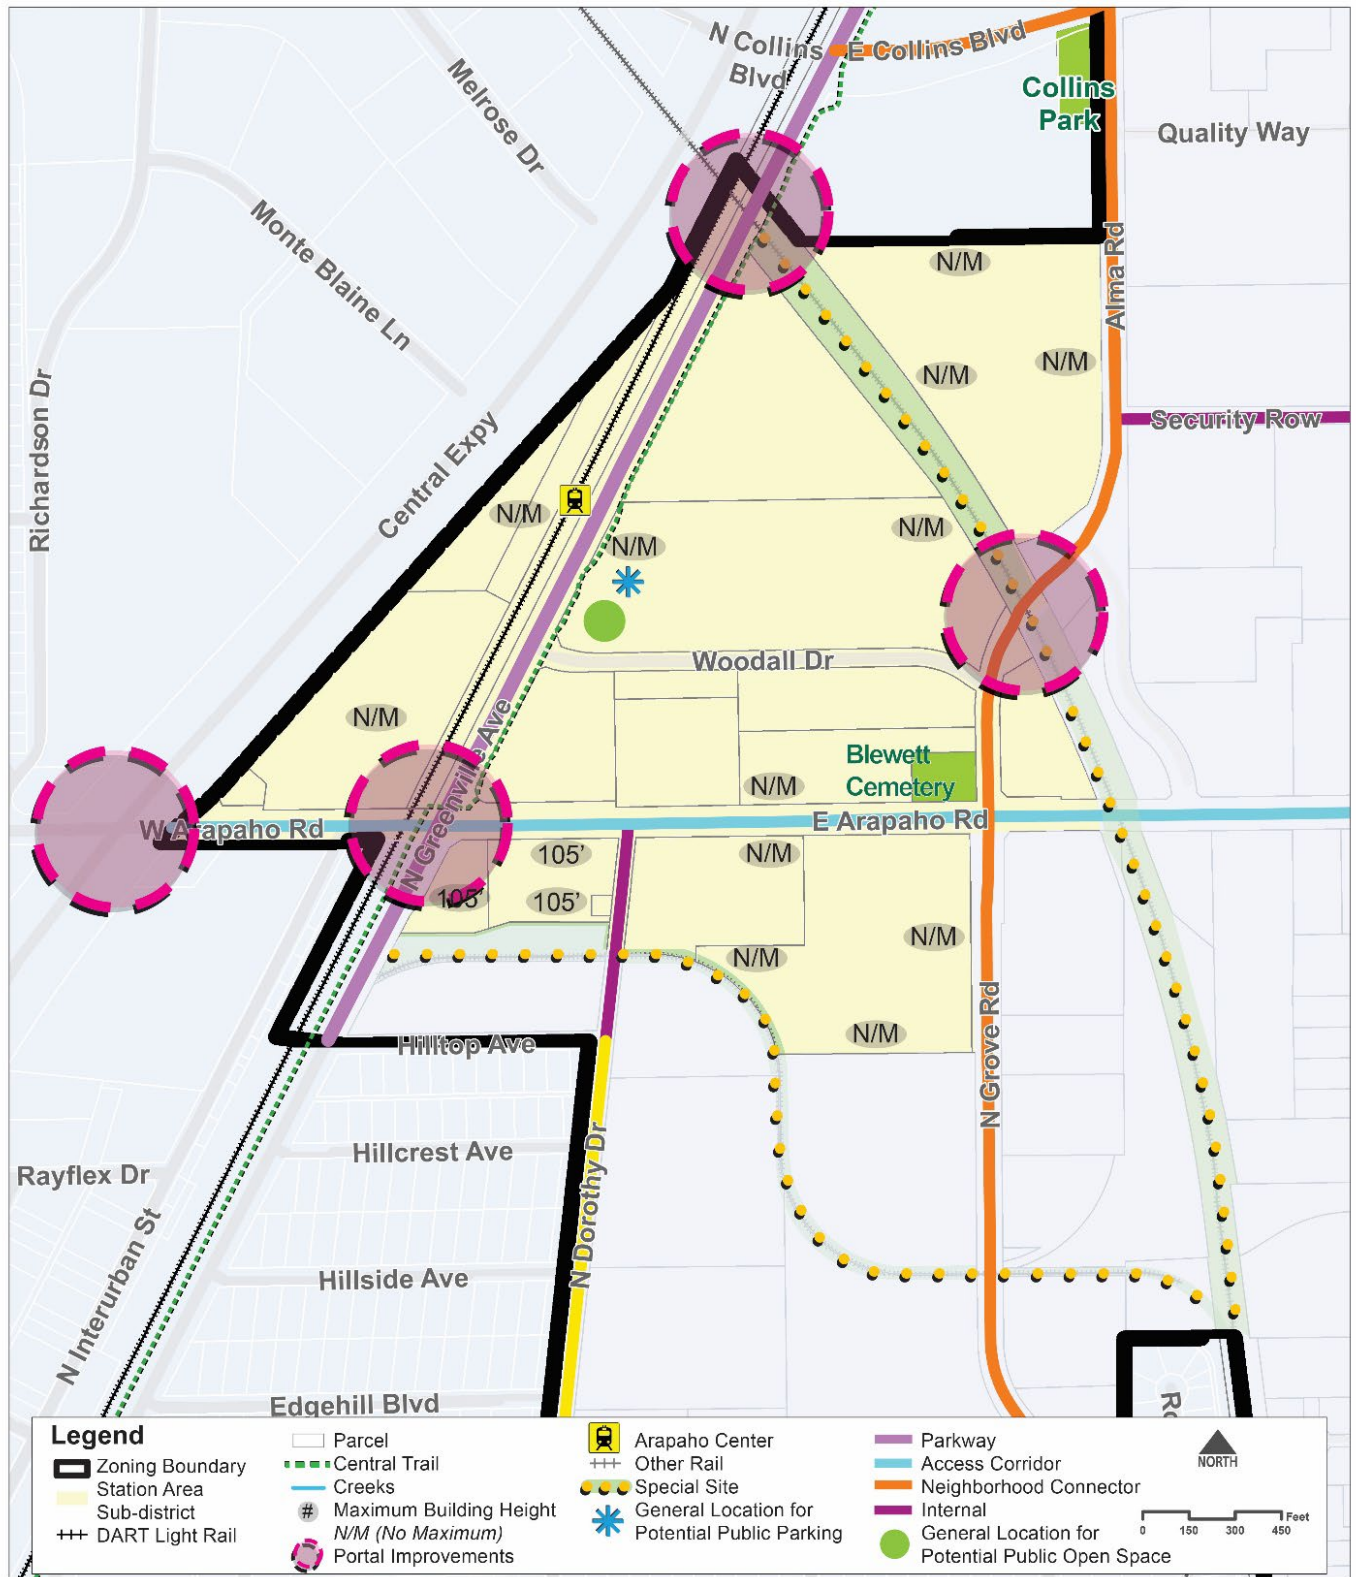 N Collins
Blvd
E Collins Blvd
Collins
Park
Quality Way
Melrose Dr
Monte Blaine Ln
Richardson Dr
Central Expy
Alma Rd
N/M
N/M
N/M
Security Row
N/M
N/M
N/M
Woodall Dr
N/M
N Greenville Ave
Blewett
Cemetery
N/M
W Arapaho Rd
E Arapaho Rd
105'
N/M
105'
105'
N/M
N/M
N/M
Hilltop Ave
N Grove Rd
Hillcrest Ave
Rayflex Dr
N Dorothy Dr
N Interurban St
Hillside Ave
Edgehill Blvd
Legend
Zoning Boundary
Station Area
Sub-district
DART Light Rail
Parcel
Central Trail
Creeks
# Maximum Building Height
N/M (No Maximum)
Portal Improvements
Arapaho Center
Other Rail
Special Site
General Location for
Potential Public Parking
Parkway
Access Corridor
Neighborhood Connector
Internal
General Location for
Potential Public Open Space
NORTH
Feet
0 150 300 450